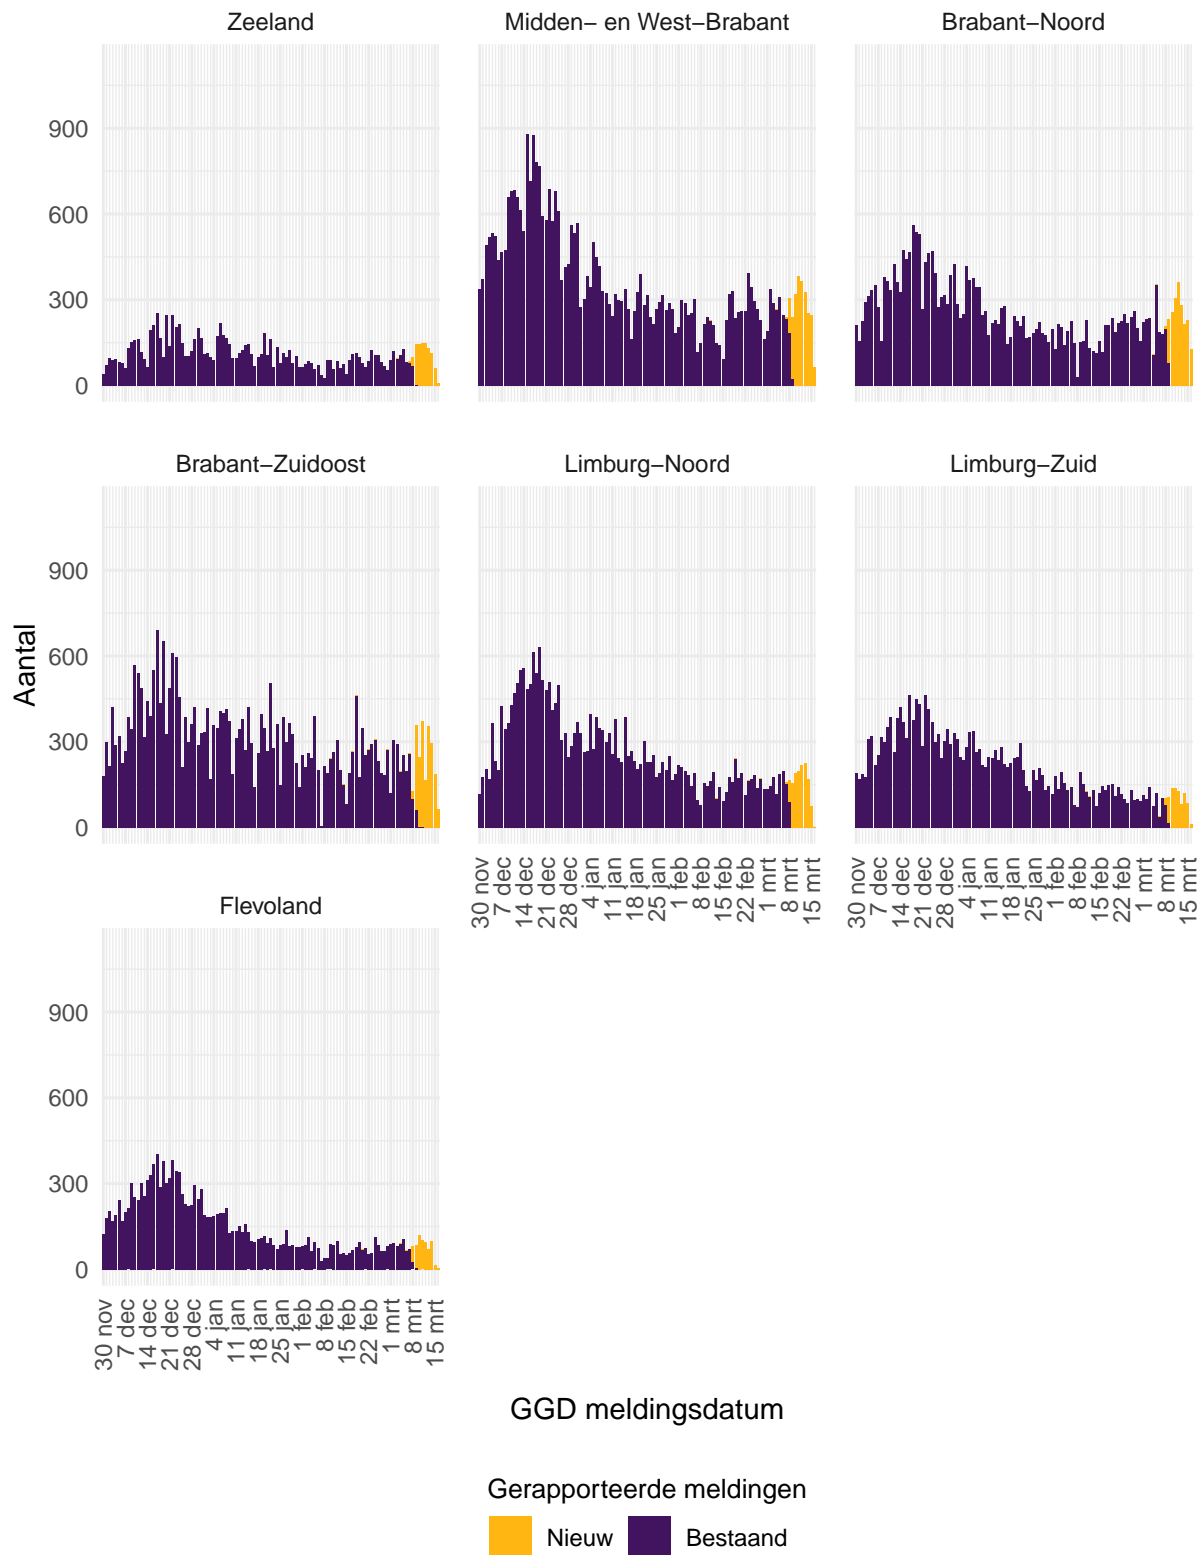 Zeeland
Midden− en West−Brabant
Brabant−Noord
900
600
300
0
Brabant−Zuidoost
Limburg−Noord
Limburg−Zuid
Aantal
900
600
300
0
30 nov
7 dec
14 dec
21 dec
28 dec
4 jan
11 jan
18 jan
25 jan
1 feb
8 feb
15 feb
22 feb
1 mrt
8 mrt
15 mrt
30 nov
7 dec
14 dec
21 dec
28 dec
4 jan
11 jan
18 jan
25 jan
1 feb
8 feb
15 feb
22 feb
1 mrt
8 mrt
15 mrt
Flevoland
900
600
300
0
30 nov
7 dec
14 dec
21 dec
28 dec
4 jan
11 jan
18 jan
25 jan
1 feb
8 feb
15 feb
22 feb
1 mrt
8 mrt
15 mrt
GGD meldingsdatum
Gerapporteerde meldingen
Nieuw
Bestaand